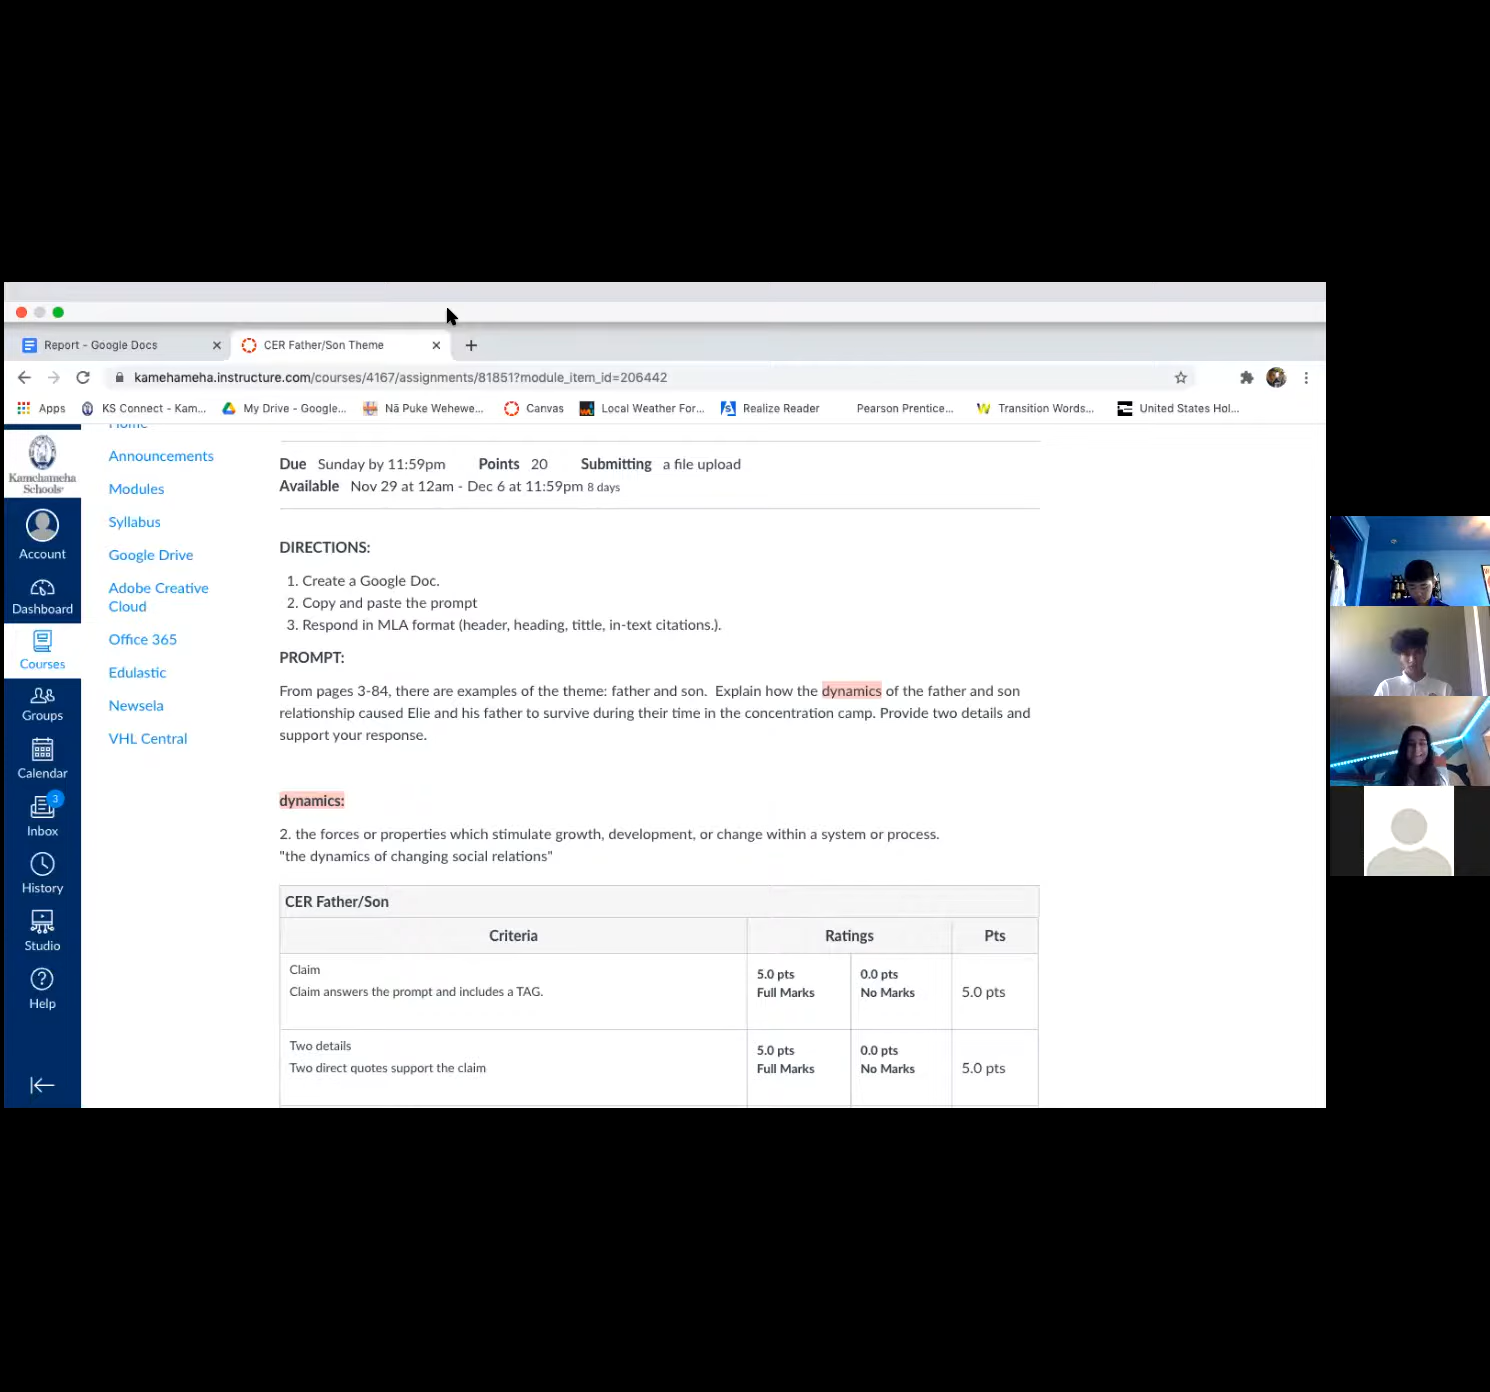 Report - Google Docs
CER Father/Son Theme
kamehameha.instructure.com/courses/4167/assignments/81851?module_item_id=206442
Apps
KS Connect - Kam...
My Drive - Google...
Nā Puke Wehewe...
Canvas
Local Weather For...
Realize Reader
Pearson Prentice...
Transition Words...
United States Hol...
Kamehameha
Schools
Account
Dashboard
Courses
Groups
Calendar
3
Inbox
History
Studio
Help
Home
Announcements
Modules
Syllabus
Google Drive
Adobe Creative
Cloud
Office 365
Edulastic
Newsela
VHL Central
Due Sunday by 11:59pm Points 20 Submitting a file upload
Available Nov 29 at 12am - Dec 6 at 11:59pm 8 days
DIRECTIONS:
1. Create a Google Doc.
2. Copy and paste the prompt
3. Respond in MLA format (header, heading, tittle, in-text citations.).
PROMPT:
From pages 3-84, there are examples of the theme: father and son. Explain how the dynamics of the father and son
relationship caused Elie and his father to survive during their time in the concentration camp. Provide two details and
support your response.
dynamics:
2. the forces or properties which stimulate growth, development, or change within a system or process.
"the dynamics of changing social relations"
CER Father/Son
Criteria Ratings Pts
Claim
Claim answers the prompt and includes a TAG.
5.0 pts
Full Marks
0.0 pts
No Marks
5.0 pts
Two details
Two direct quotes support the claim
5.0 pts
Full Marks
0.0 pts
No Marks
5.0 pts